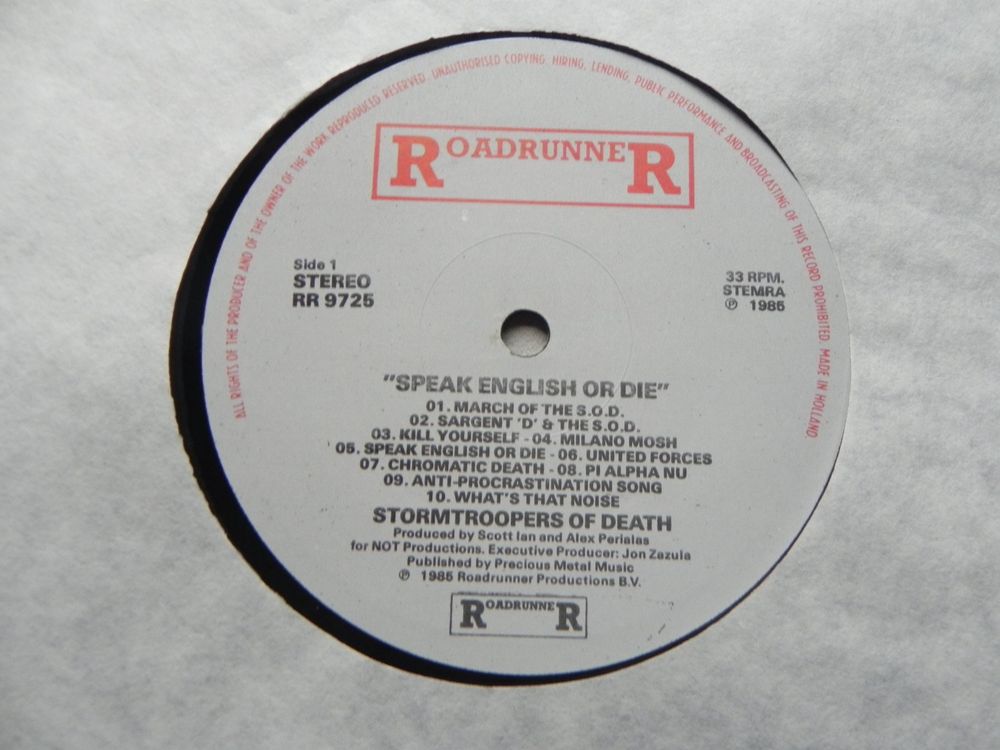 ALL RIGHTS OF THE PRODUCER AND OF THE OWNER OF THE WORK REPRODUCED RESERVED. UNAUTHORISED COPYING, HIRING, LENDING, PUBLIC PERFORMANCE AND BROADCASTING OF THIS RECORD PROHIBITED. MADE IN HOLLAND.
ROADRUNNER
Side 1
STEREO
RR 9725
33 RPM.
STEMRA
℗ 1985
"SPEAK ENGLISH OR DIE"
01. MARCH OF THE S.O.D.
02. SARGENT 'D' & THE S.O.D.
03. KILL YOURSELF - 04. MILANO MOSH
05. SPEAK ENGLISH OR DIE - 06. UNITED FORCES
07. CHROMATIC DEATH - 08. PI ALPHA NU
09. ANTI-PROCRASTINATION SONG
10. WHAT'S THAT NOISE
STORMTROOPERS OF DEATH
Produced by Scott Ian and Alex Perialas
for NOT Productions. Executive Producer: Jon Zazula
Published by Precious Metal Music
℗ 1985 Roadrunner Productions B.V.
ROADRUNNER